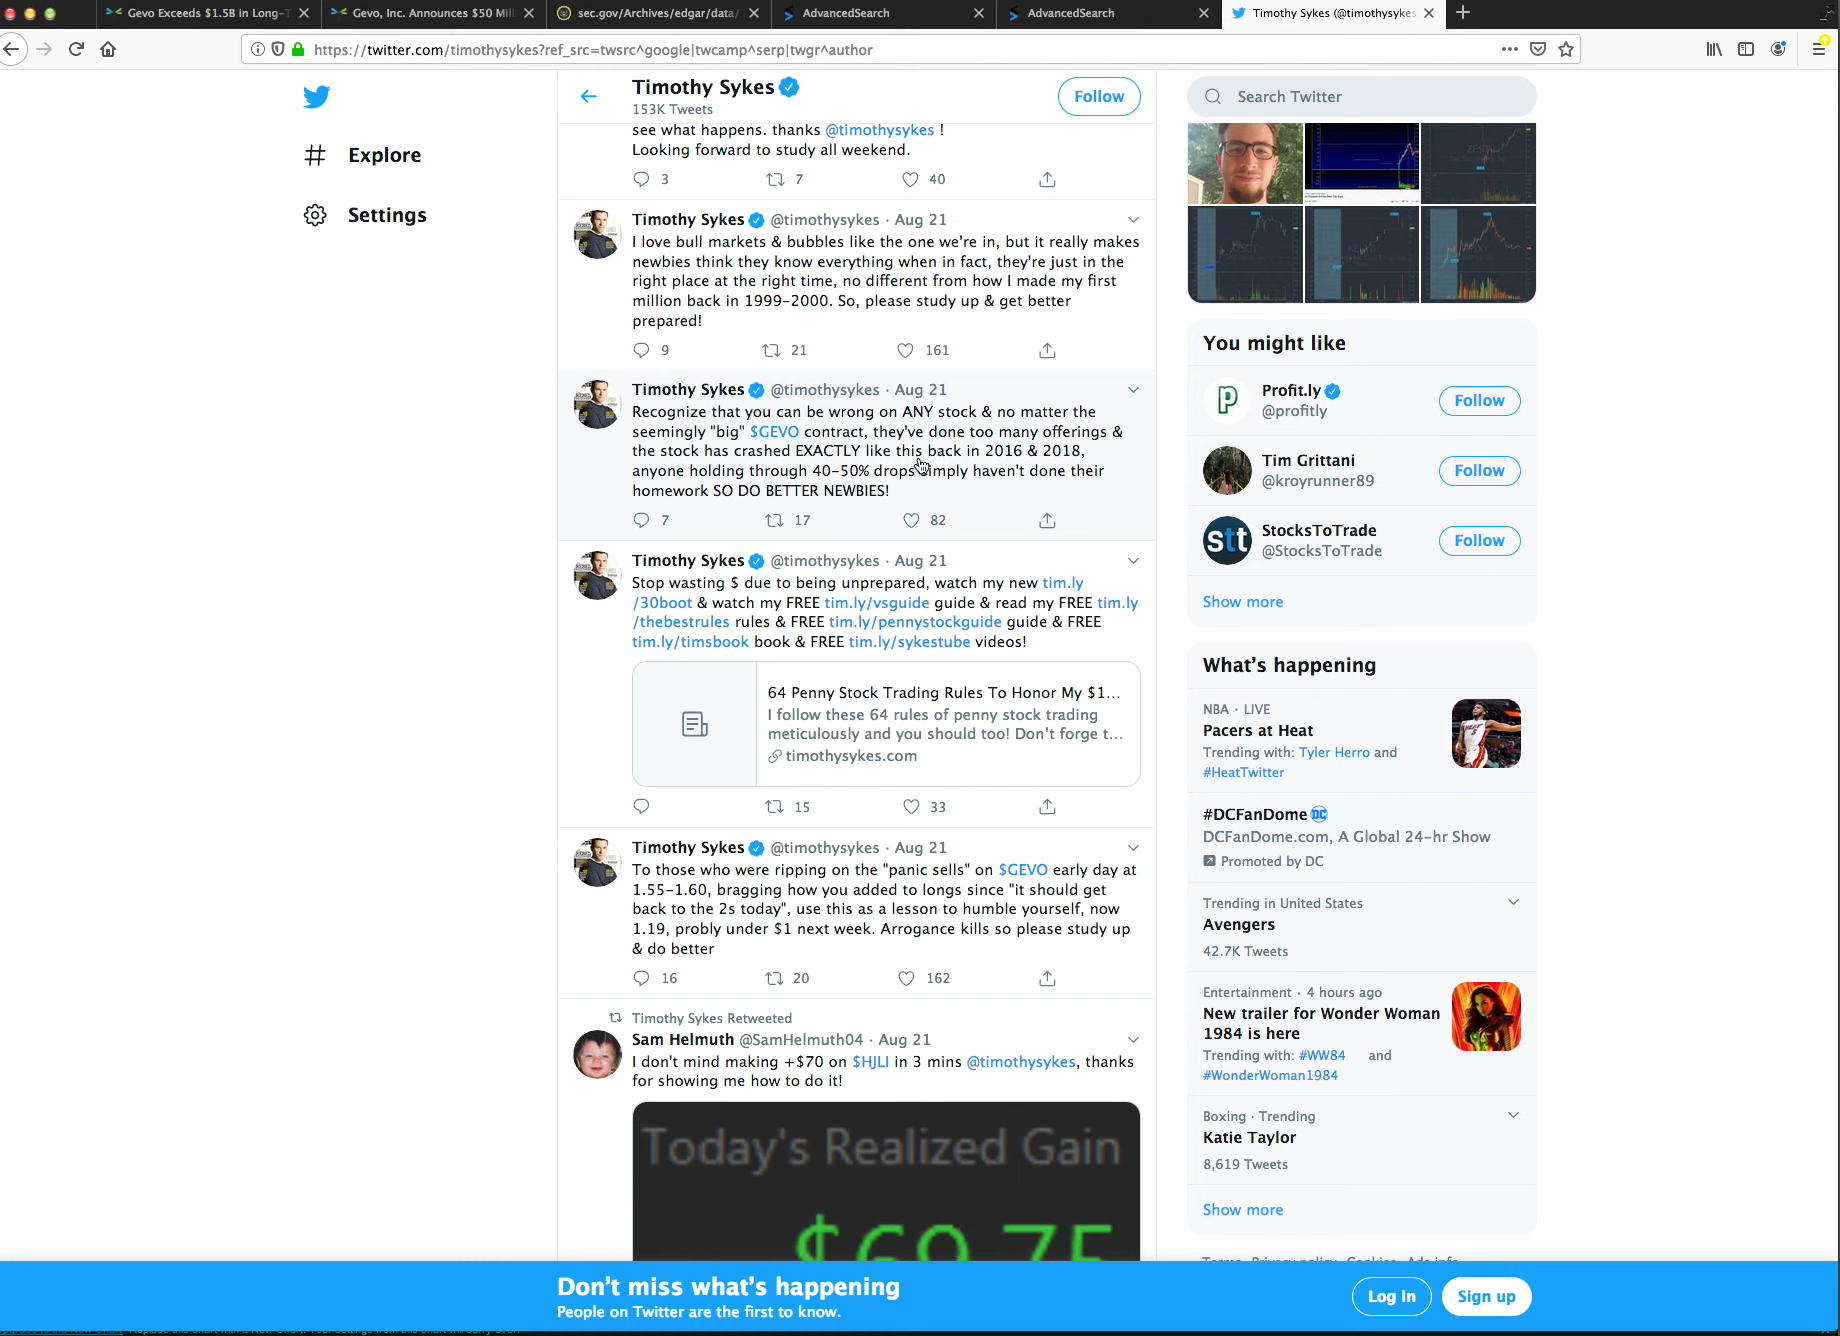 Gevo Exceeds $1.5B in Long-T
Gevo, Inc. Announces $50 Mill
sec.gov/Archives/edgar/data/
AdvancedSearch
AdvancedSearch
Timothy Sykes (@timothysykes
https://twitter.com/timothysykes?ref_src=twsrc^google|twcamp^serp|twgr^author
Explore
Settings
Timothy Sykes
153K Tweets
Follow
see what happens. thanks @timothysykes !
Looking forward to study all weekend.
3 7 40
Timothy Sykes @timothysykes · Aug 21
I love bull markets & bubbles like the one we're in, but it really makes
newbies think they know everything when in fact, they're just in the
right place at the right time, no different from how I made my first
million back in 1999-2000. So, please study up & get better
prepared!
9 21 161
Timothy Sykes @timothysykes · Aug 21
Recognize that you can be wrong on ANY stock & no matter the
seemingly "big" $GEVO contract, they've done too many offerings &
the stock has crashed EXACTLY like this back in 2016 & 2018,
anyone holding through 40-50% drops simply haven't done their
homework SO DO BETTER NEWBIES!
7 17 82
Timothy Sykes @timothysykes · Aug 21
Stop wasting $ due to being unprepared, watch my new tim.ly
/30boot & watch my FREE tim.ly/vsguide guide & read my FREE tim.ly
/thebestrules rules & FREE tim.ly/pennystockguide guide & FREE
tim.ly/timsbook book & FREE tim.ly/sykestube videos!
64 Penny Stock Trading Rules To Honor My $1...
I follow these 64 rules of penny stock trading
meticulously and you should too! Don't forget t...
timothysykes.com
15 33
Timothy Sykes @timothysykes · Aug 21
To those who were ripping on the "panic sells" on $GEVO early day at
1.55-1.60, bragging how you added to longs since "it should get
back to the 2s today", use this as a lesson to humble yourself, now
1.19, probly under $1 next week. Arrogance kills so please study up
& do better
16 20 162
Timothy Sykes Retweeted
Sam Helmuth @SamHelmuth04 · Aug 21
I don't mind making +$70 on $HJLI in 3 mins @timothysykes, thanks
for showing me how to do it!
Today's Realized Gain
$69.75
Search Twitter
You might like
Profit.ly
@profitly
Follow
Tim Grittani
@kroyrunner89
Follow
stt
StocksToTrade
@StocksToTrade
Follow
Show more
What's happening
NBA · LIVE
Pacers at Heat
Trending with: Tyler Herro and
#HeatTwitter
#DCFanDome
DCFanDome.com, A Global 24-hr Show
Promoted by DC
Trending in United States
Avengers
42.7K Tweets
Entertainment · 4 hours ago
New trailer for Wonder Woman
1984 is here
Trending with: #WW84 and
#WonderWoman1984
Boxing · Trending
Katie Taylor
8,619 Tweets
Show more
Terms Privacy policy Cookies Ads info
Don't miss what's happening
People on Twitter are the first to know.
Log in
Sign up